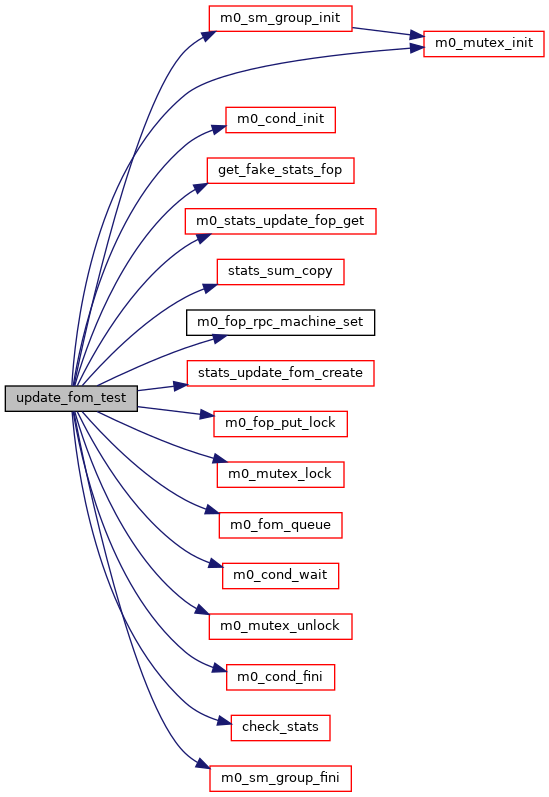 m0_sm_group_init
m0_mutex_init
m0_cond_init
get_fake_stats_fop
m0_stats_update_fop_get
stats_sum_copy
m0_fop_rpc_machine_set
stats_update_fom_create
update_fom_test
m0_fop_put_lock
m0_mutex_lock
m0_fom_queue
m0_cond_wait
m0_mutex_unlock
m0_cond_fini
check_stats
m0_sm_group_fini